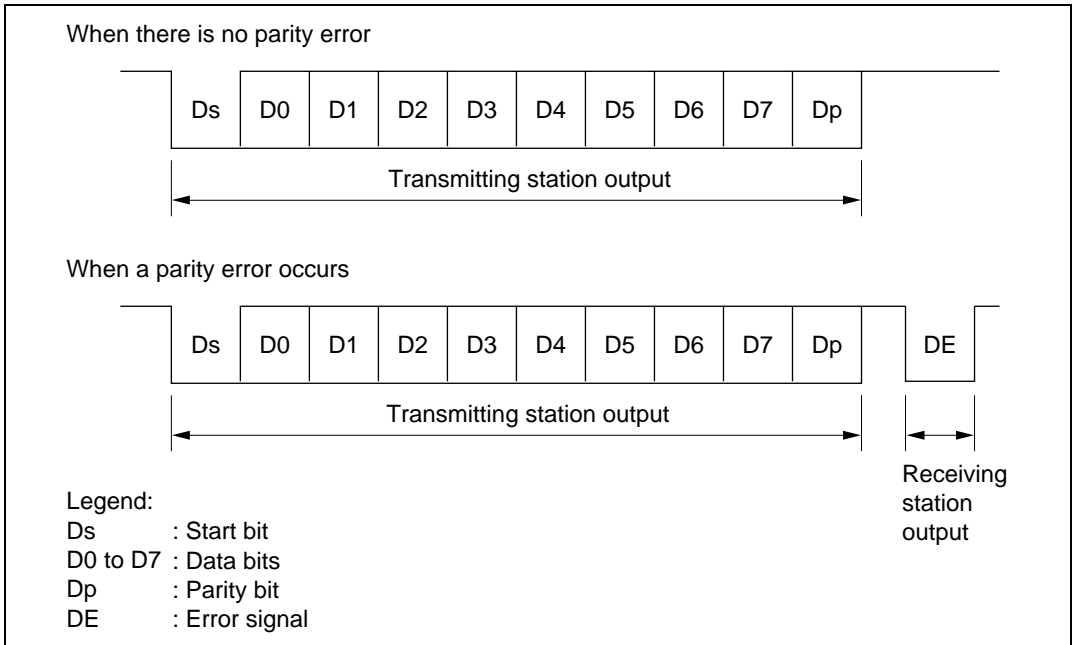 When there is no parity error
Ds D0 D1 D2 D3 D4 D5 D6 D7 Dp
Transmitting station output
When a parity error occurs
Ds D0 D1 D2 D3 D4 D5 D6 D7 Dp DE
Transmitting station output
Receiving
station
output
Legend:
Ds : Start bit
D0 to D7 : Data bits
Dp : Parity bit
DE : Error signal